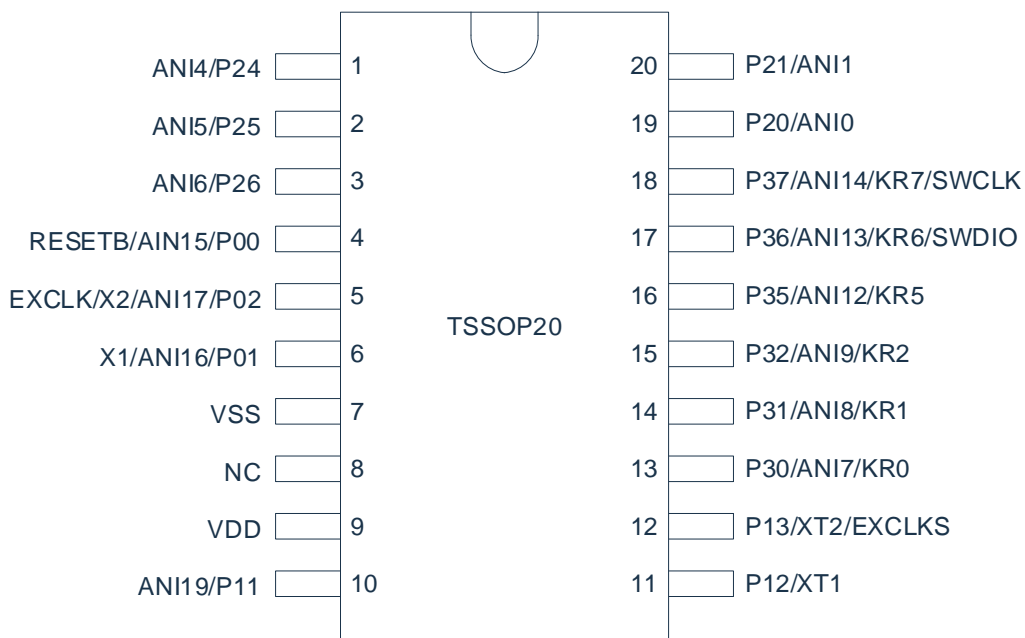 ANI4/P24 1 20 P21/ANI1
ANI5/P25 2 19 P20/ANI0
ANI6/P26 3 18 P37/ANI14/KR7/SWCLK
RESETB/AIN15/P00 4 17 P36/ANI13/KR6/SWDIO
EXCLK/X2/ANI17/P02 5 16 P35/ANI12/KR5
TSSOP20
X1/ANI16/P01 6 15 P32/ANI9/KR2
VSS 7 14 P31/ANI8/KR1
NC 8 13 P30/ANI7/KR0
VDD 9 12 P13/XT2/EXCLKS
ANI19/P11 10 11 P12/XT1